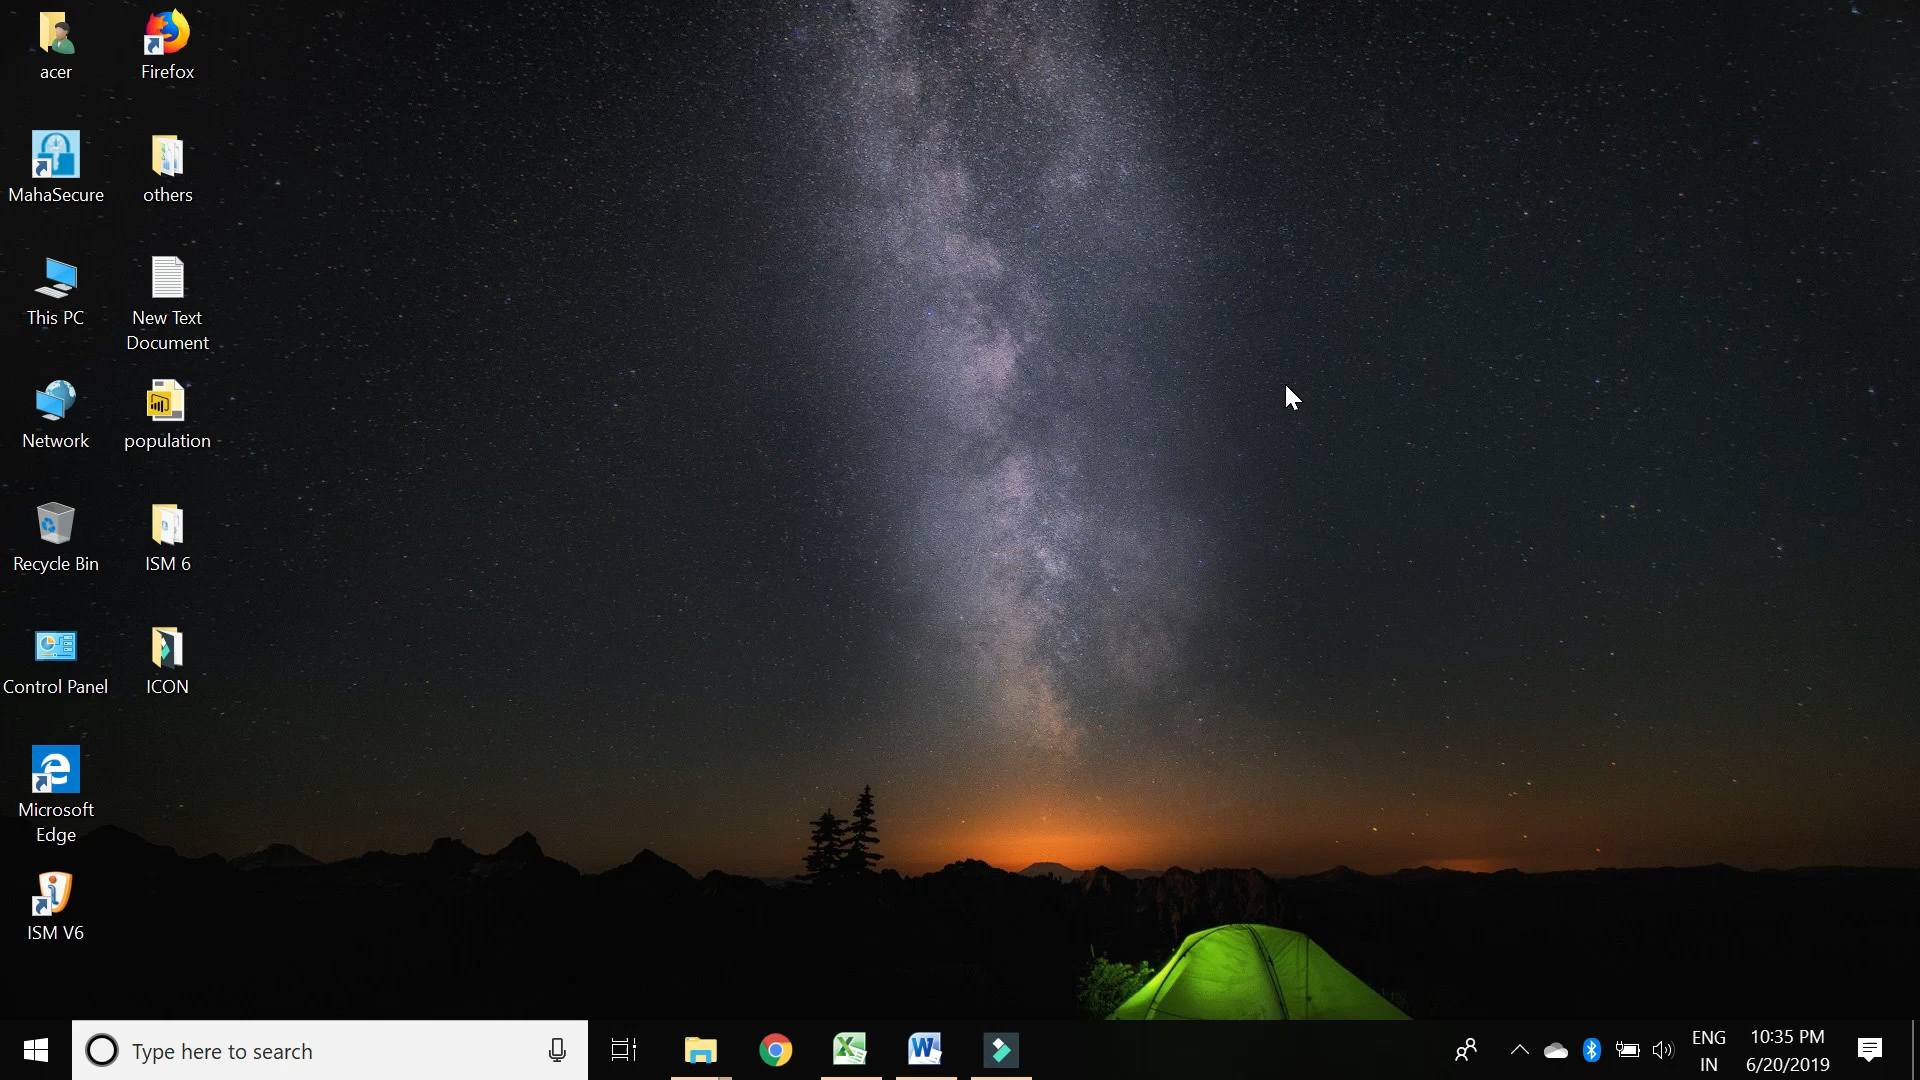 acer
Firefox
MahaSecure
others
This PC
New Text
Document
Network
population
Recycle Bin
ISM 6
Control Panel
ICON
Microsoft
Edge
ISM V6
Type here to search
ENG
IN
10:35 PM
6/20/2019